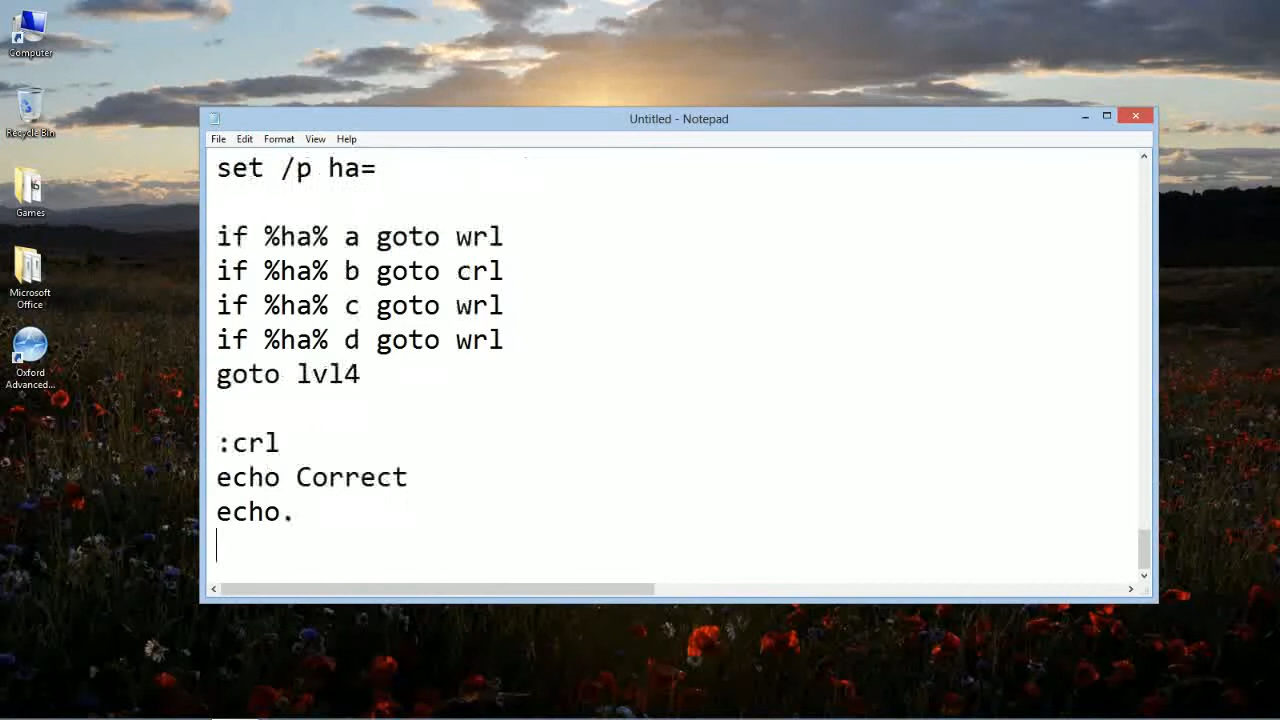 Computer
Recycle Bin
Games
Microsoft
Office
Oxford
Advanced...
Untitled - Notepad
File Edit Format View Help
set /p ha=
if %ha% a goto wrl
if %ha% b goto crl
if %ha% c goto wrl
if %ha% d goto wrl
goto lvl4
:crl
echo Correct
echo.